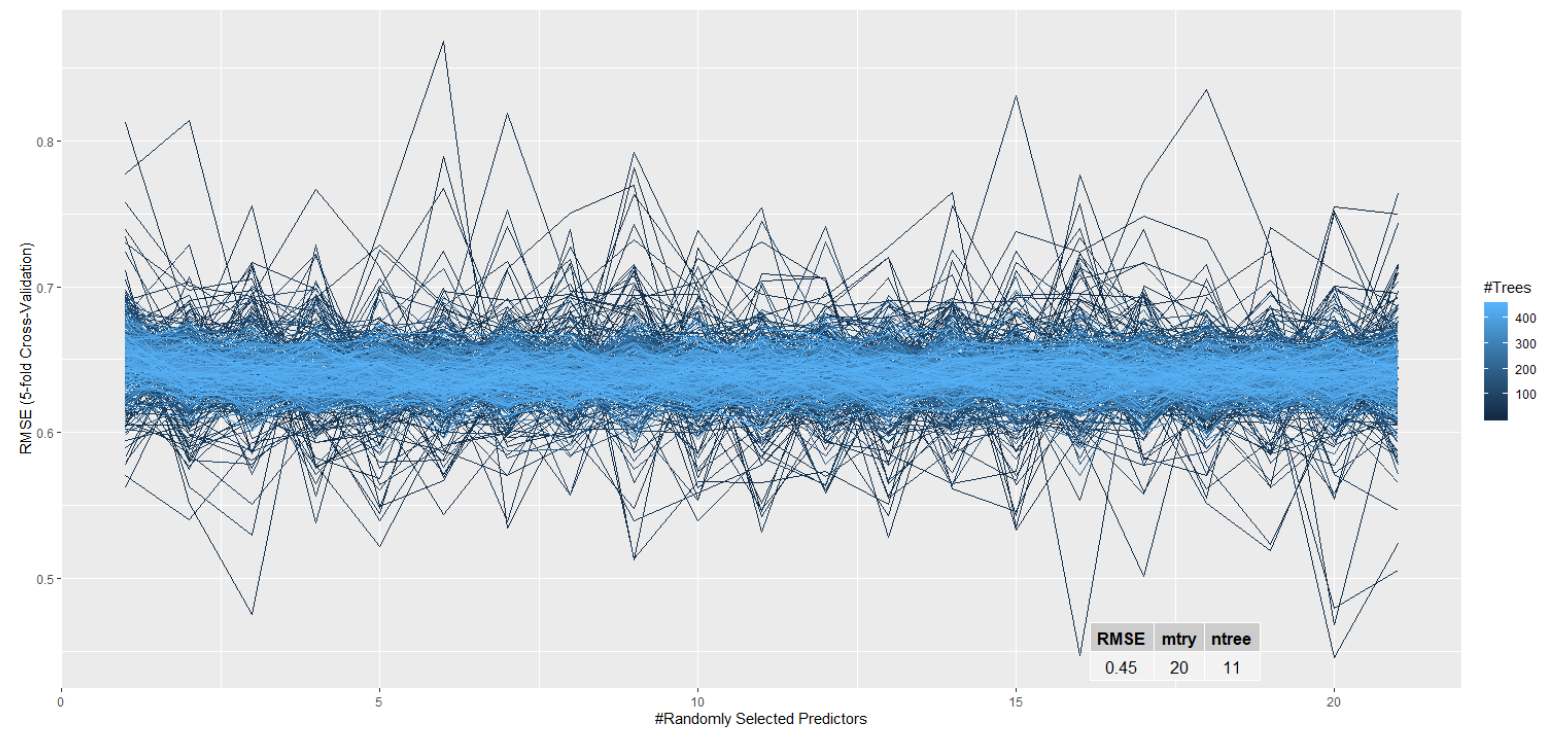 RMSE (5-fold Cross-Validation)
0.8
0.7
0.6
0.5
0
5
10
15
20
#Randomly Selected Predictors
RMSE mtry ntree
0.45 20 11
#Trees
400
300
200
100